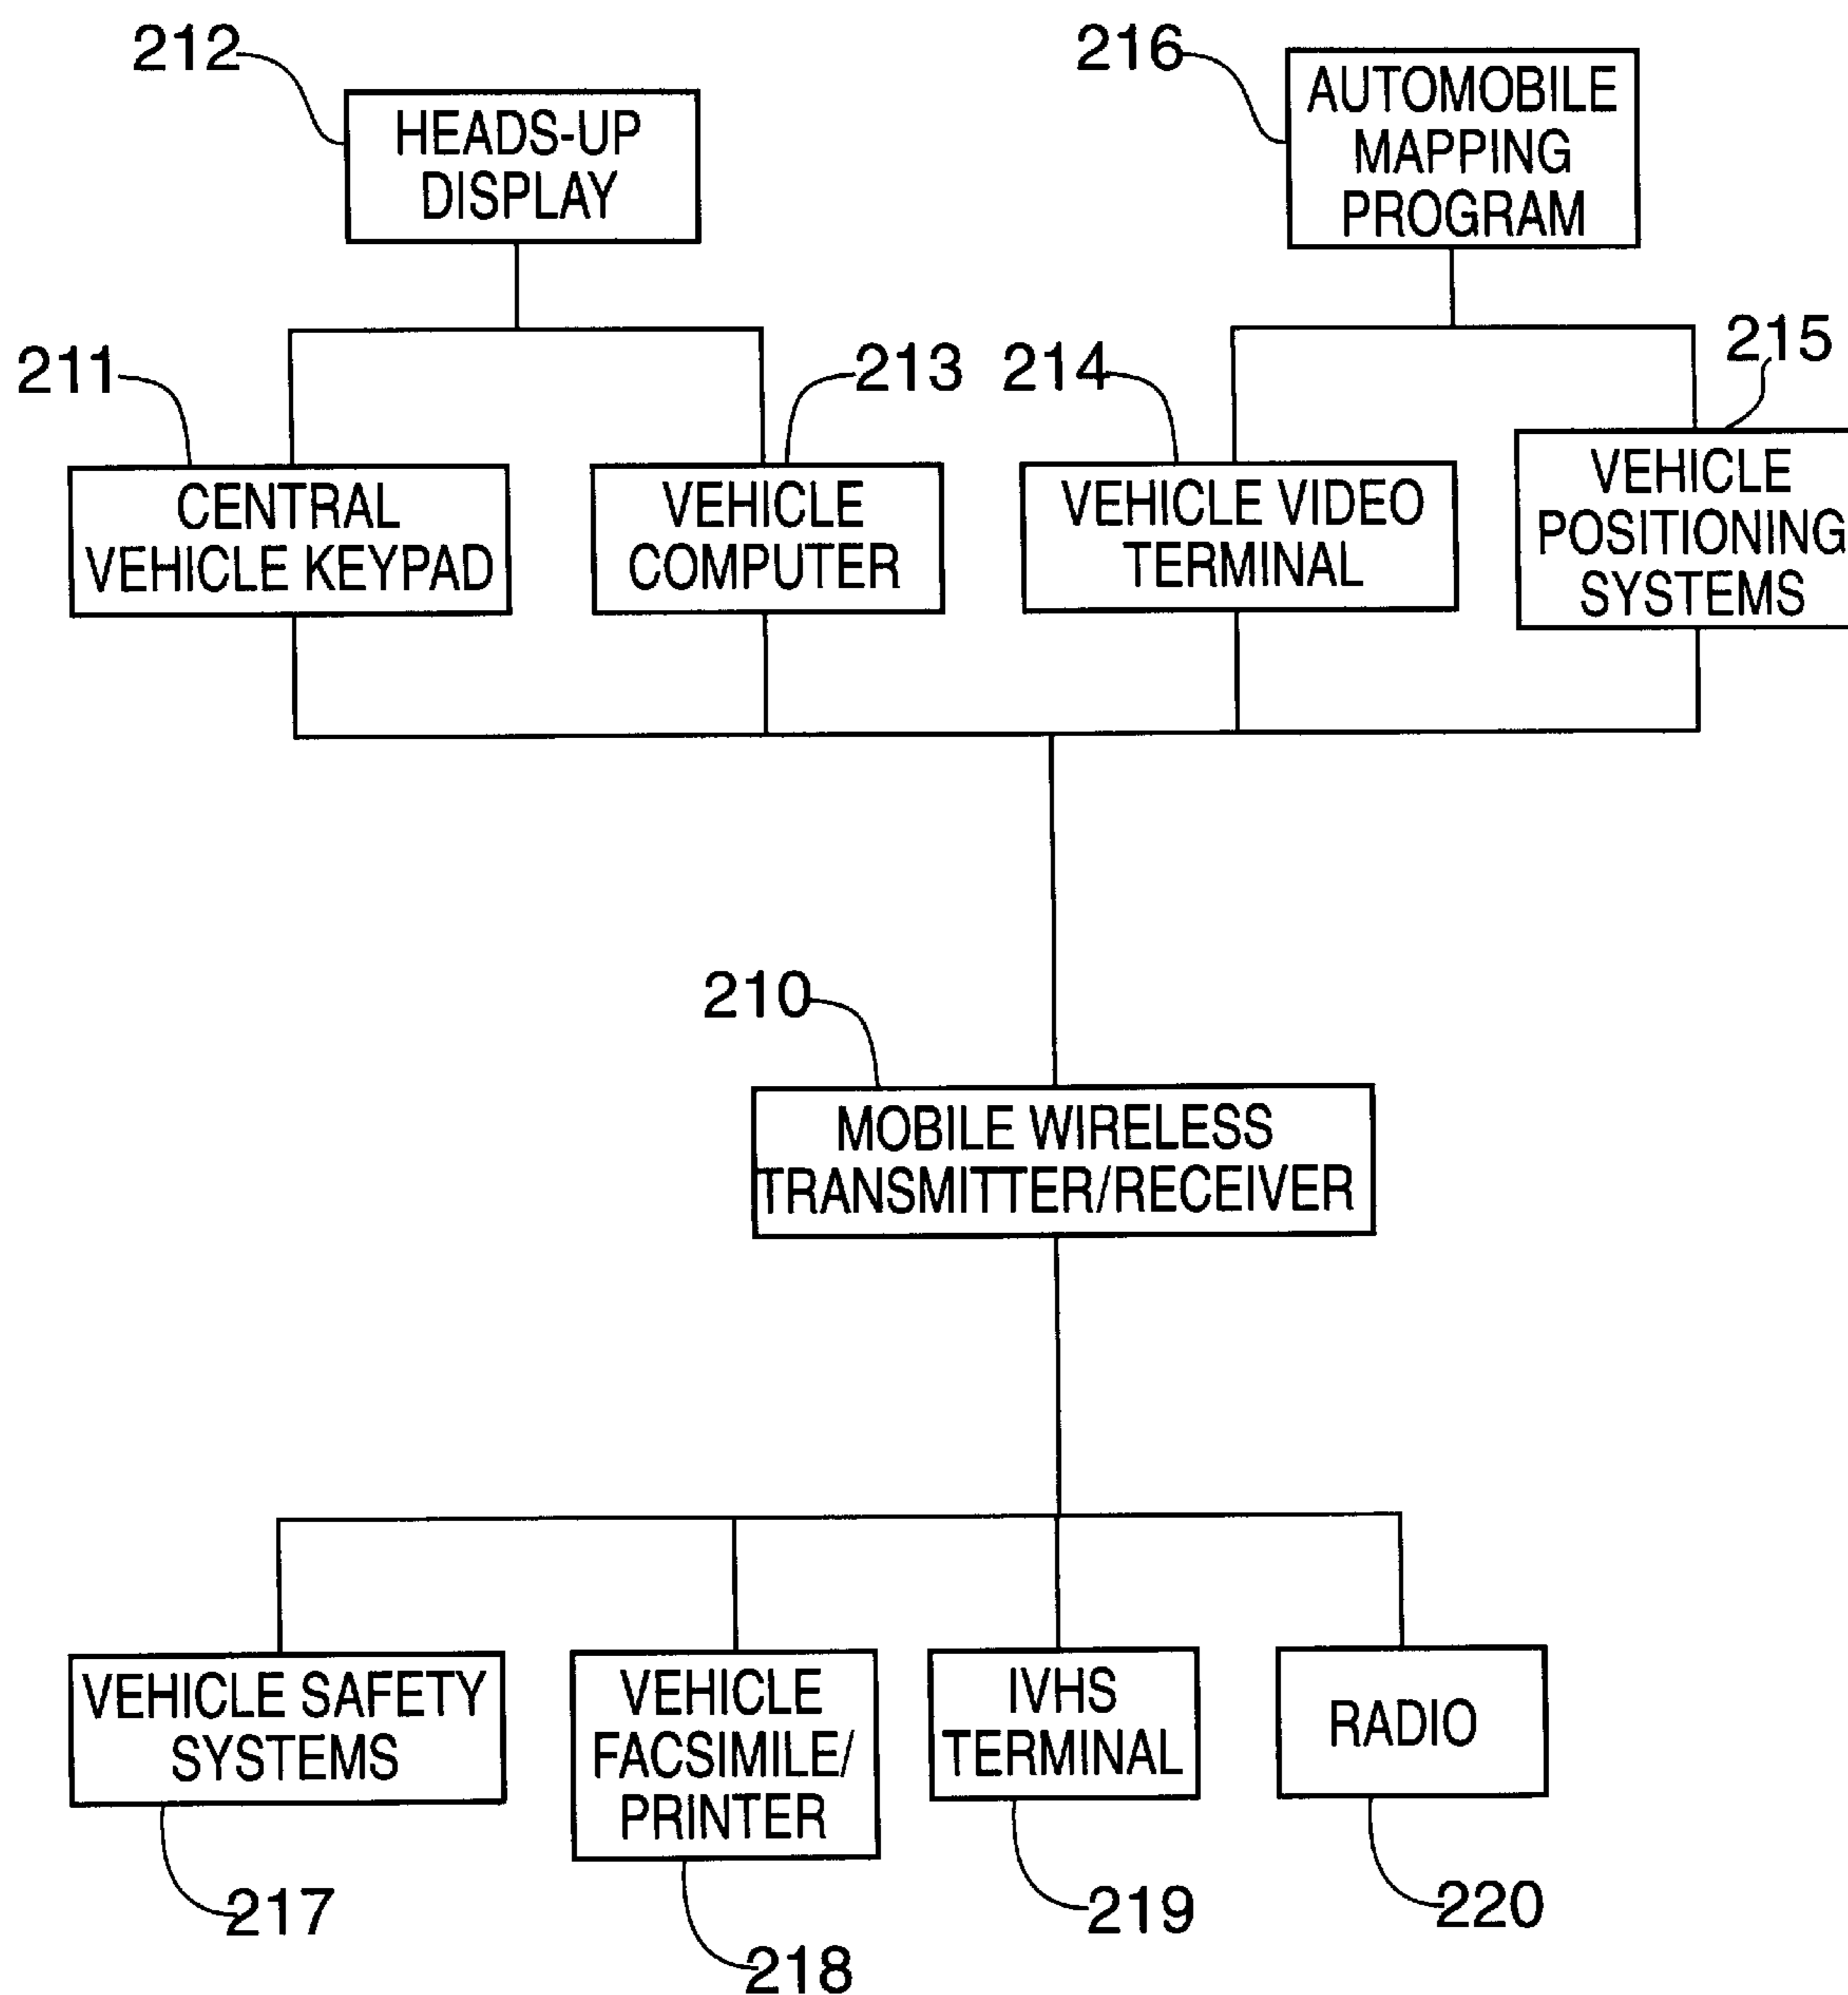 212
HEADS-UP
DISPLAY
216
AUTOMOBILE
MAPPING
PROGRAM
211
CENTRAL
VEHICLE KEYPAD
213
VEHICLE
COMPUTER
214
VEHICLE VIDEO
TERMINAL
215
VEHICLE
POSITIONING
SYSTEMS
210
MOBILE WIRELESS
TRANSMITTER/RECEIVER
VEHICLE SAFETY
SYSTEMS
217
VEHICLE
FACSIMILE/
PRINTER
218
IVHS
TERMINAL
219
RADIO
220